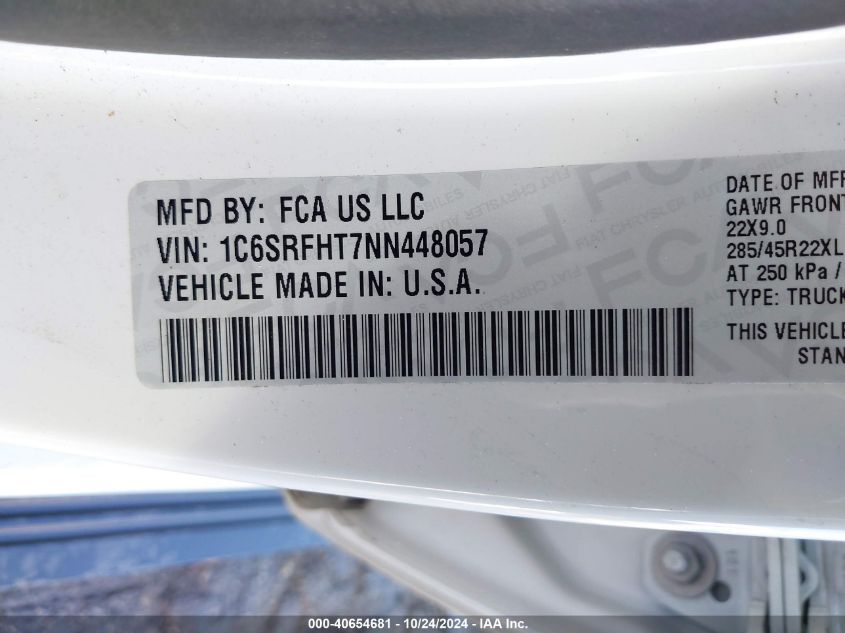 MFD BY: FCA US LLC
VIN: 1C6SRFHT7NN448057
VEHICLE MADE IN: U.S.A.
DATE OF MFR
GAWR FRONT
22X9.0
285/45R22XL
AT 250 kPa /
TYPE: TRUCK
THIS VEHICLE
STAN
000-40654681 - 10/24/2024 - IAA Inc.